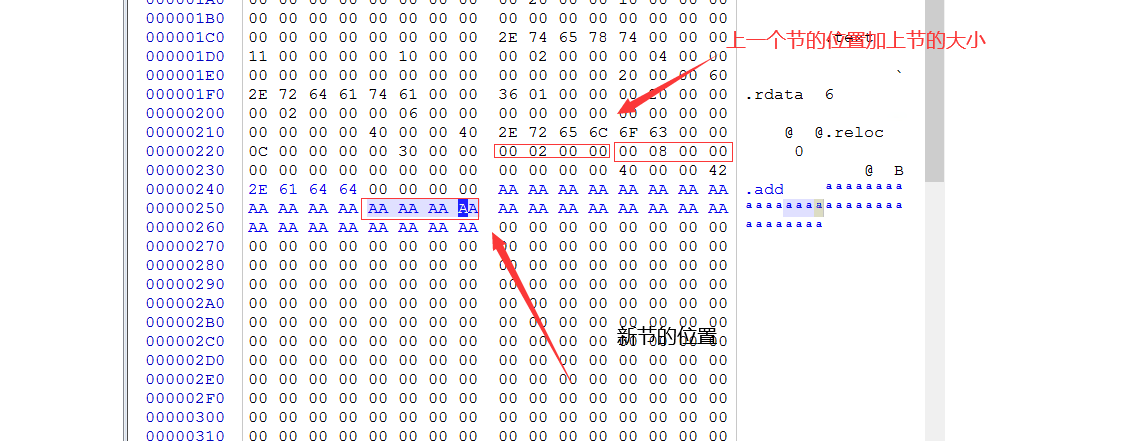 000001B0 00 00 00 00 00 00 00 00 00 00 00 00 00 00 00 00
000001C0 00 00 00 00 00 00 00 00 2E 74 65 78 74 00 00 00 .text
上一个节的位置加上节的大小
000001D0 11 00 00 00 00 10 00 00 00 02 00 00 00 04 00 00
000001E0 00 00 00 00 00 00 00 00 00 00 00 00 20 00 00 60 `
000001F0 2E 72 64 61 74 61 00 00 36 01 00 00 00 20 00 00 .rdata 6
00000200 00 02 00 00 00 06 00 00 00 00 00 00 00 00 00 00
00000210 00 00 00 00 40 00 00 40 2E 72 65 6C 6F 63 00 00 @ @.reloc
00000220 0C 00 00 00 00 30 00 00 00 02 00 00 00 08 00 00 0
00000230 00 00 00 00 00 00 00 00 00 00 00 00 40 00 00 42 @ B
00000240 2E 61 64 64 00 00 00 00 AA AA AA AA AA AA AA AA .add ªªªªªªªª
00000250 AA AA AA AA AA AA AA AA AA AA AA AA AA AA AA AA ªªªªªªªªªªªªªªªª
00000260 AA AA AA AA AA AA AA AA 00 00 00 00 00 00 00 00 ªªªªªªªª
00000270 00 00 00 00 00 00 00 00 00 00 00 00 00 00 00 00
00000280 00 00 00 00 00 00 00 00 00 00 00 00 00 00 00 00
00000290 00 00 00 00 00 00 00 00 00 00 00 00 00 00 00 00
000002A0 00 00 00 00 00 00 00 00 00 00 00 00 00 00 00 00
000002B0 00 00 00 00 00 00 00 00 00 00 00 00 00 00 00 00
000002C0 00 00 00 00 00 00 00 00 00 00 00 00 00 00 00 00
新节的位置
000002D0 00 00 00 00 00 00 00 00 00 00 00 00 00 00 00 00
000002E0 00 00 00 00 00 00 00 00 00 00 00 00 00 00 00 00
000002F0 00 00 00 00 00 00 00 00 00 00 00 00 00 00 00 00
00000300 00 00 00 00 00 00 00 00 00 00 00 00 00 00 00 00
00000310 00 00 00 00 00 00 00 00 00 00 00 00 00 00 00 00